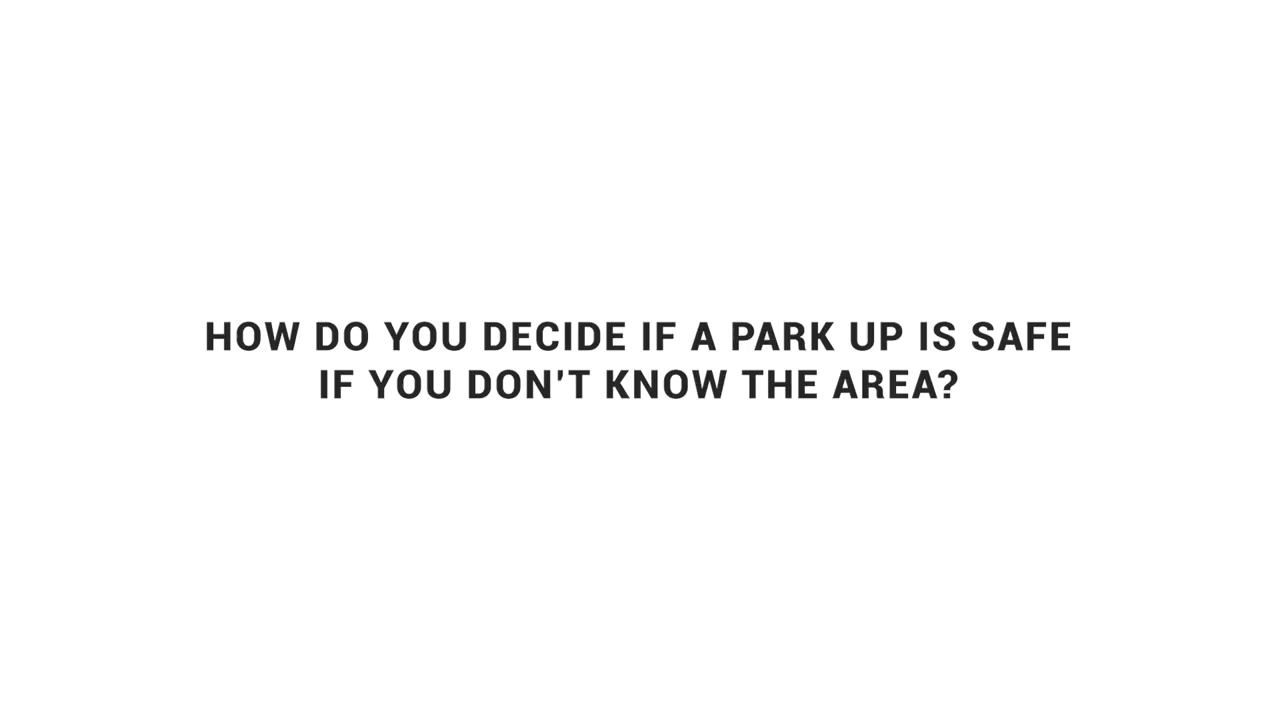 HOW DO YOU DECIDE IF A PARK UP IS SAFE
IF YOU DON'T KNOW THE AREA?